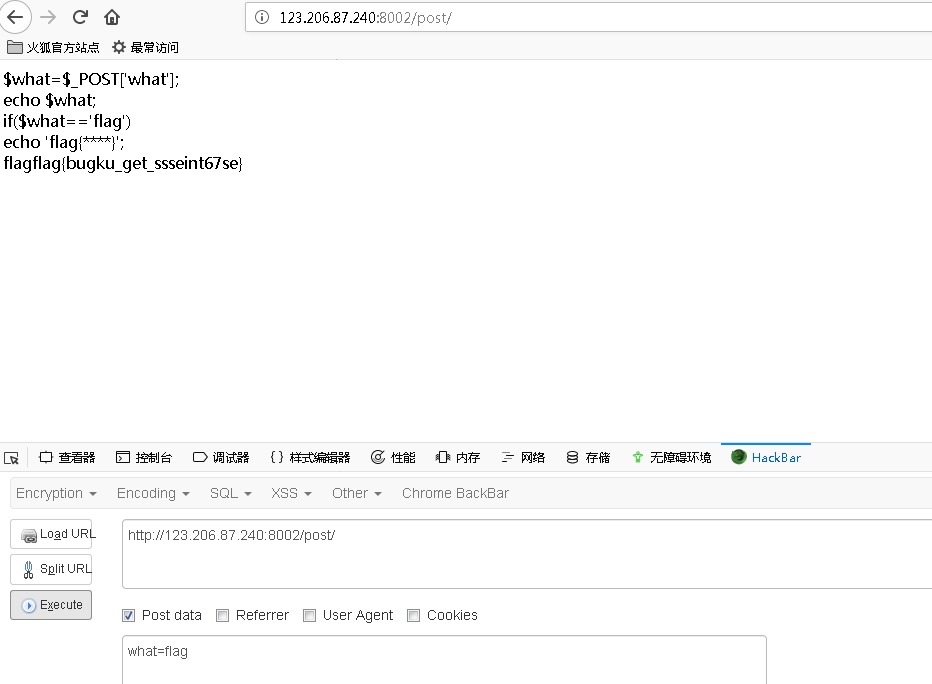 123.206.87.240:8002/post/
火狐官方站点 最常访问
$what=$_POST['what'];
echo $what;
if($what=='flag')
echo 'flag{****}';
flagflag{bugku_get_ssseint67se}
查看器 控制台 调试器 {} 样式编辑器 性能 内存 网络 存储 无障碍环境 HackBar
Encryption Encoding SQL XSS Other Chrome BackBar
Load URL http://123.206.87.240:8002/post/
Split URL
Execute
Post data Referrer User Agent Cookies
what=flag